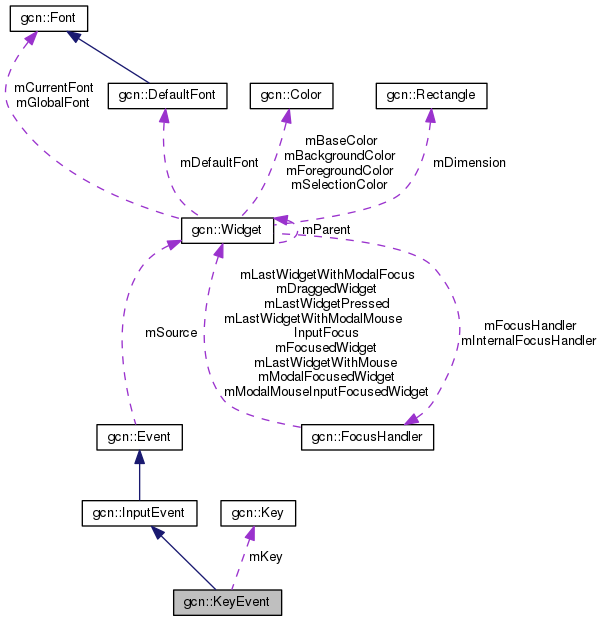 gcn::Font
mCurrentFont
mGlobalFont
gcn::DefaultFont
gcn::Color
gcn::Rectangle
mDefaultFont
mBaseColor
mBackgroundColor
mForegroundColor
mSelectionColor
mDimension
gcn::Widget
mParent
mSource
mLastWidgetWithModalFocus
mDraggedWidget
mLastWidgetPressed
mLastWidgetWithModalMouse
InputFocus
mFocusedWidget
mLastWidgetWithMouse
mModalFocusedWidget
mModalMouseInputFocusedWidget
mFocusHandler
mInternalFocusHandler
gcn::Event
gcn::FocusHandler
gcn::InputEvent
gcn::Key
mKey
gcn::KeyEvent